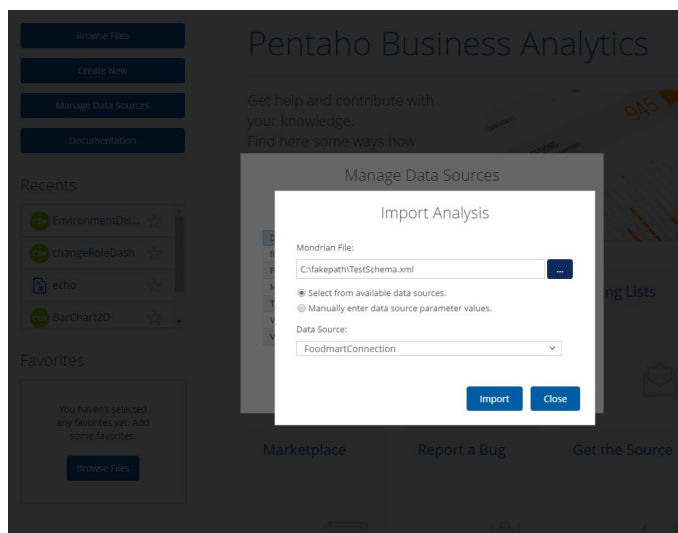 Browse Files
Create New
Manage Data Sources
Documentation
Recents
EnvironmentDis...
changeRoleDash
echo
BarChart2D
Favorites
You haven't selected
any favorites yet. Add
some favorites.
Browse Files
Pentaho Business Analytics
Get help and contribute with
your knowledge.
Find here some ways how
945
Manage Data Sources
Import Analysis
Mondrian File:
C:\fakepath\TestSchema.xml
...
Select from available data sources.
Manually enter data source parameter values.
Data Source:
FoodmartConnection
Import
Close
ng Lists
Marketplace
Report a Bug
Get the Source